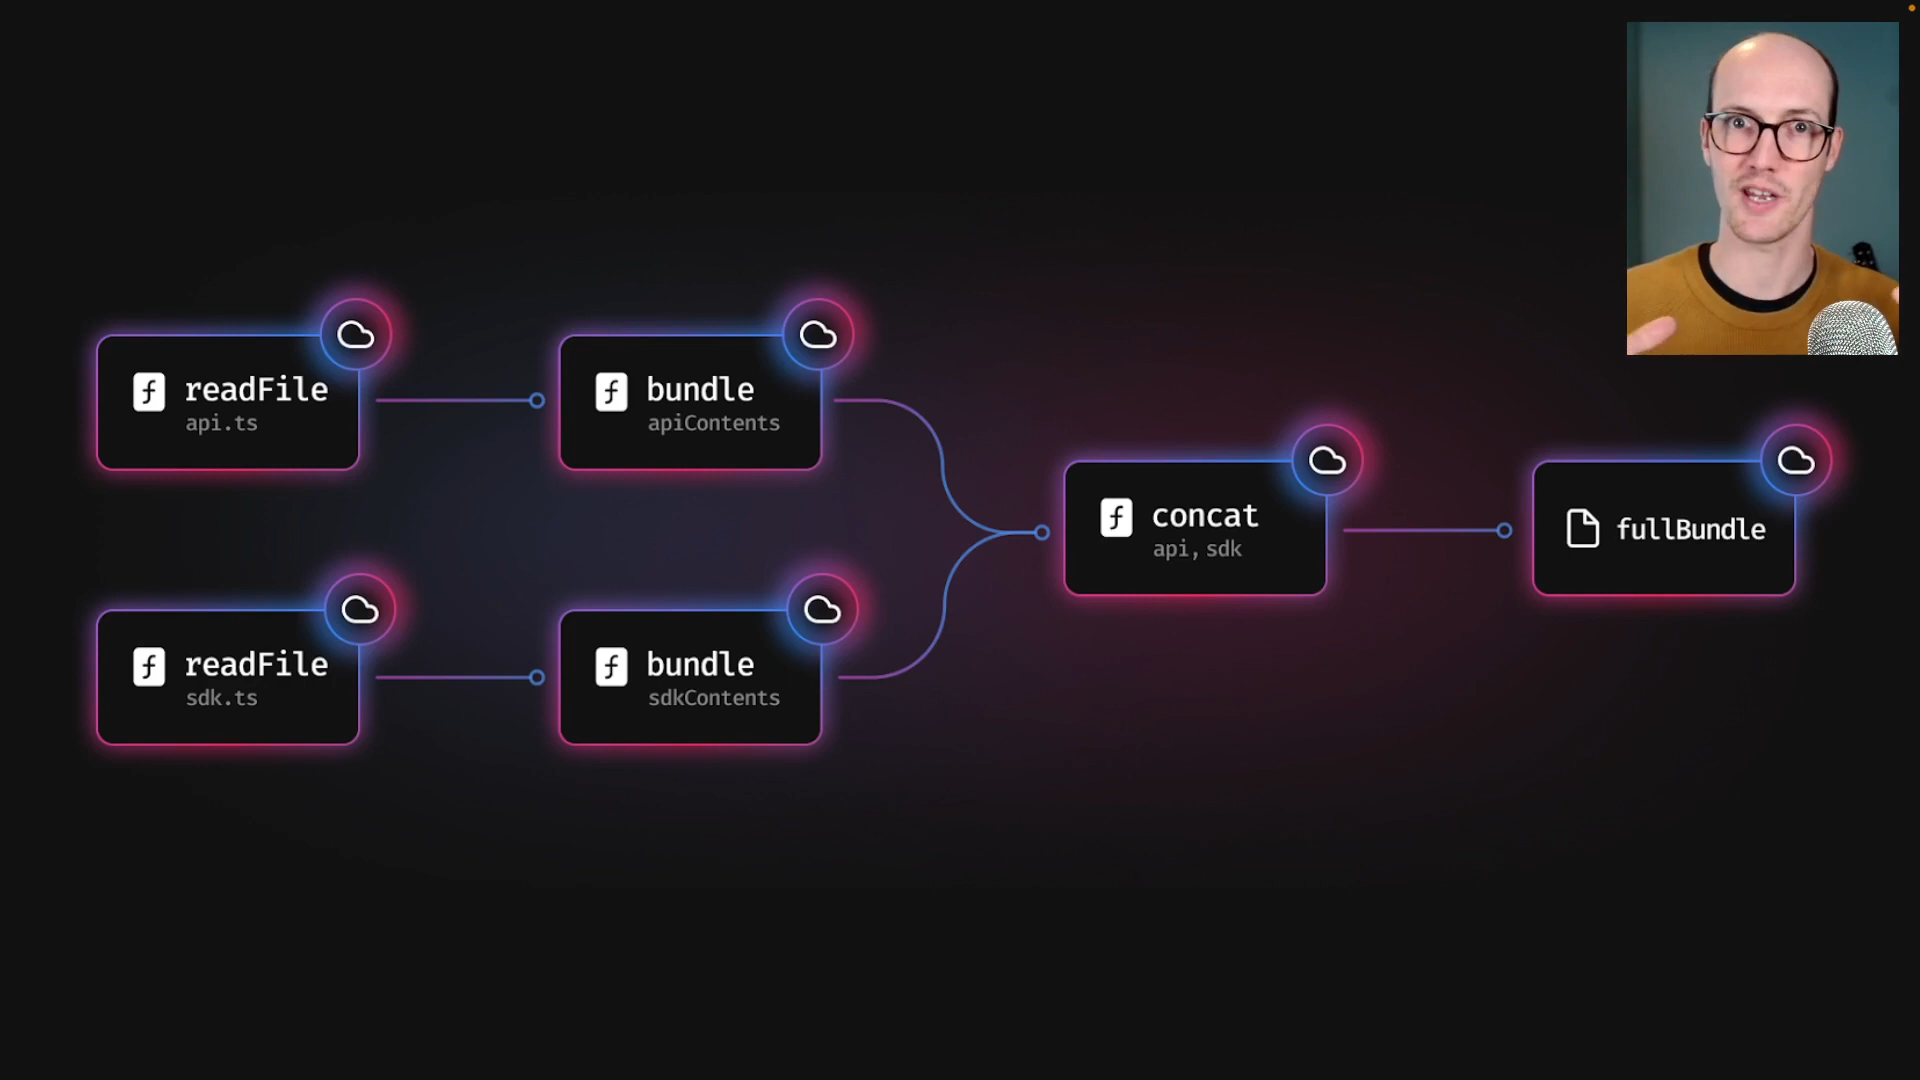 readFile
api.ts
bundle
apiContents
readFile
sdk.ts
bundle
sdkContents
concat
api, sdk
fullBundle